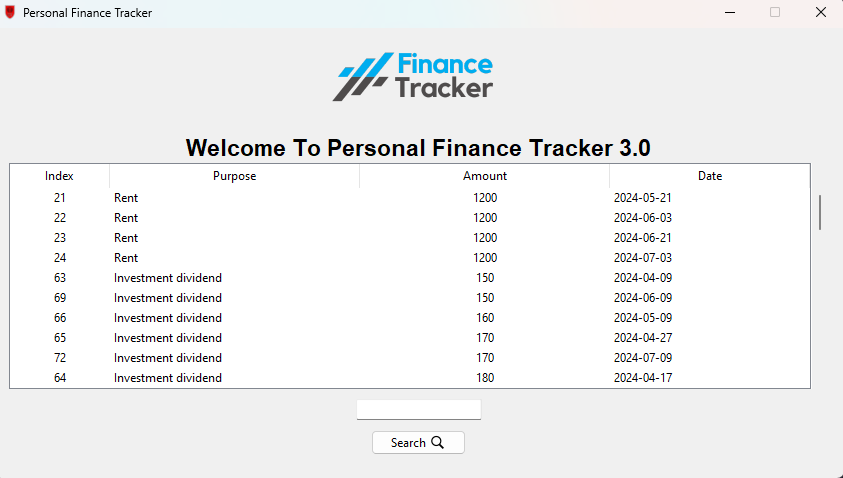 Personal Finance Tracker
Finance
Tracker
Welcome To Personal Finance Tracker 3.0
Index Purpose Amount Date
21 Rent 1200 2024-05-21
22 Rent 1200 2024-06-03
23 Rent 1200 2024-06-21
24 Rent 1200 2024-07-03
63 Investment dividend 150 2024-04-09
69 Investment dividend 150 2024-06-09
66 Investment dividend 160 2024-05-09
65 Investment dividend 170 2024-04-27
72 Investment dividend 170 2024-07-09
64 Investment dividend 180 2024-04-17
Search